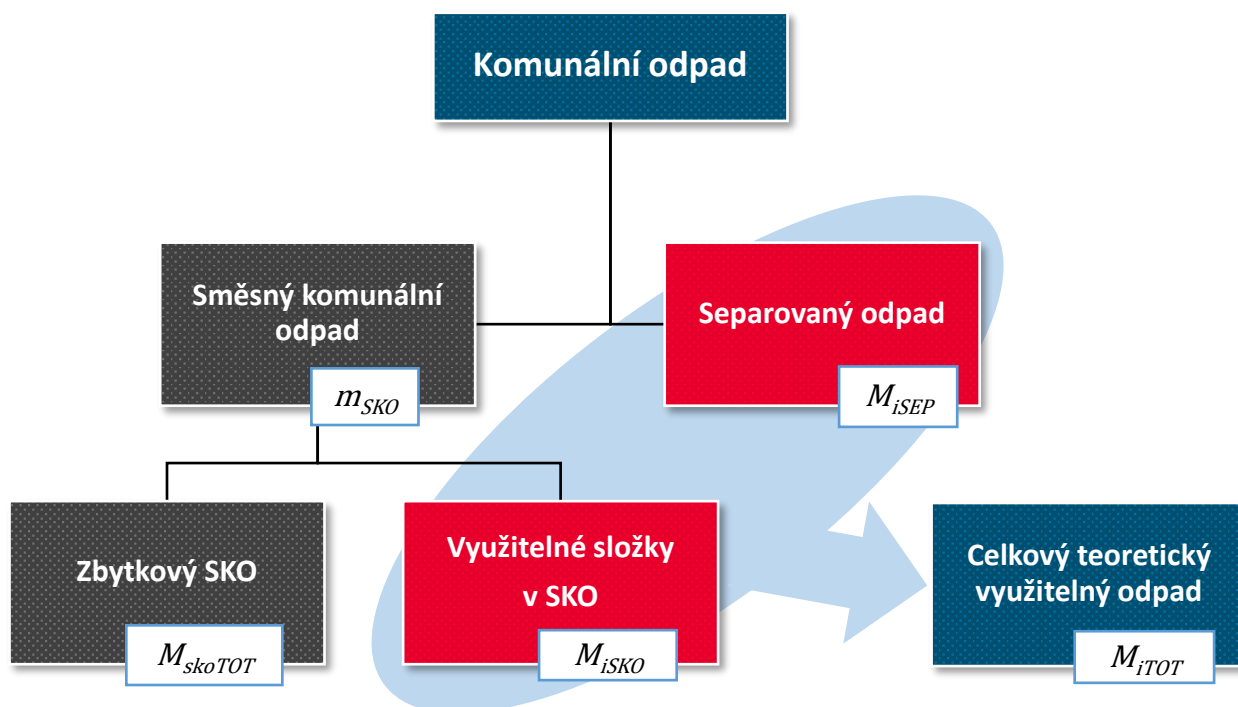 Komunální odpad
Směsný komunální
odpad
m_SKO
Separovaný odpad
M_iSEP
Zbytkový SKO
M_skoTOT
Využitelné složky
v SKO
M_iSKO
Celkový teoretický
využitelný odpad
M_iTOT